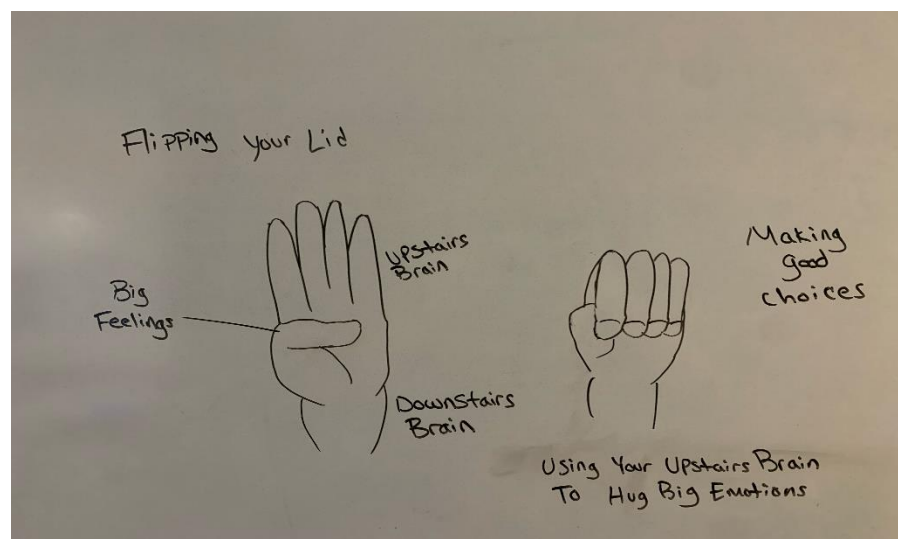 Flipping Your Lid
Upstairs
Brain
Big
Feelings
Downstairs
Brain
Making
good
choices
Using Your Upstairs Brain
To Hug Big Emotions